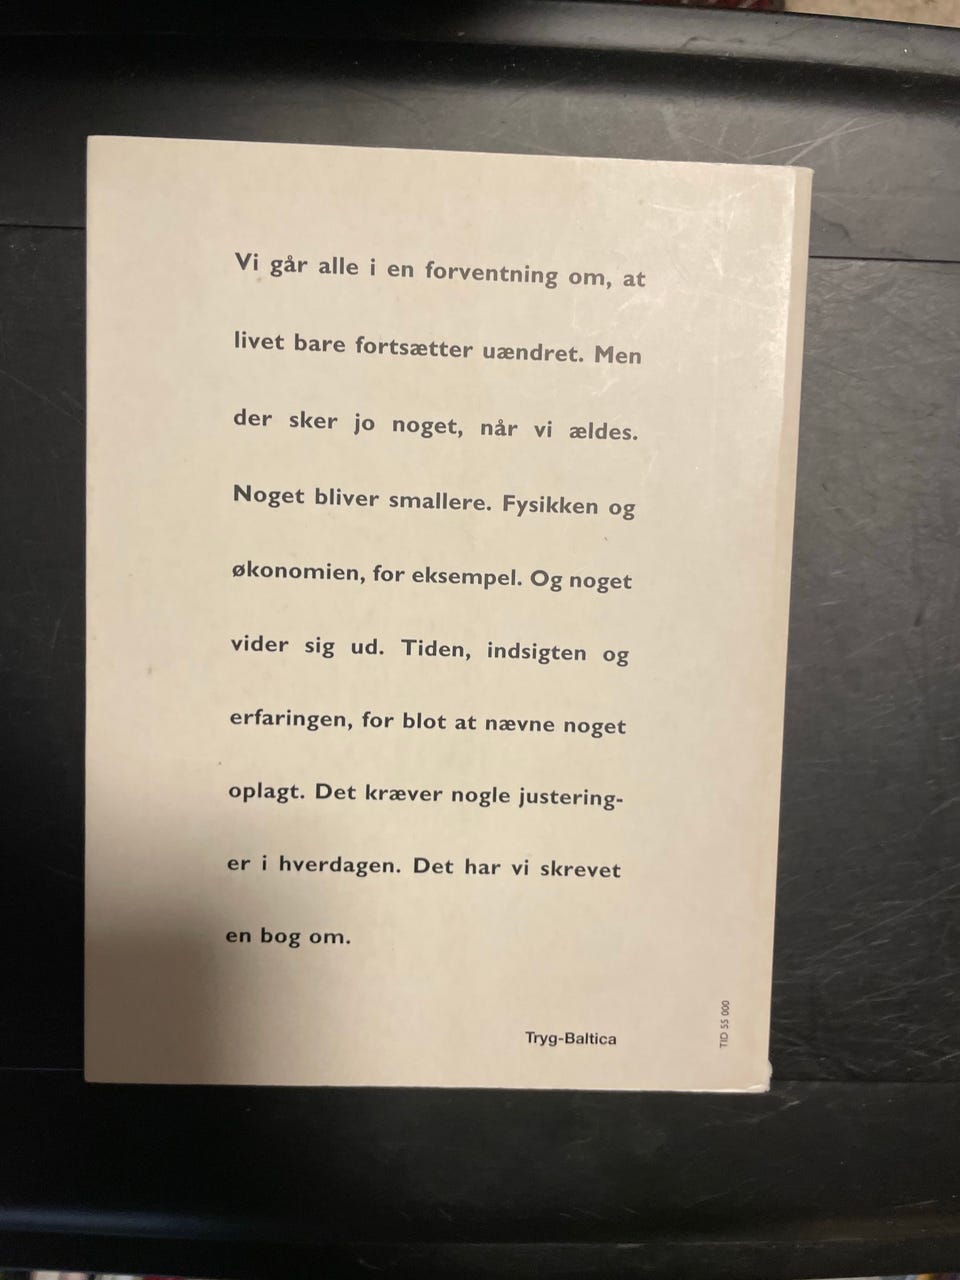 Vi går alle i en forventning om, at
livet bare fortsætter uændret. Men
der sker jo noget, når vi ældes.
Noget bliver smallere. Fysikken og
økonomien, for eksempel. Og noget
vider sig ud. Tiden, indsigten og
erfaringen, for blot at nævne noget
oplagt. Det kræver nogle justering-
er i hverdagen. Det har vi skrevet
en bog om.
Tryg-Baltica
TID 55 000